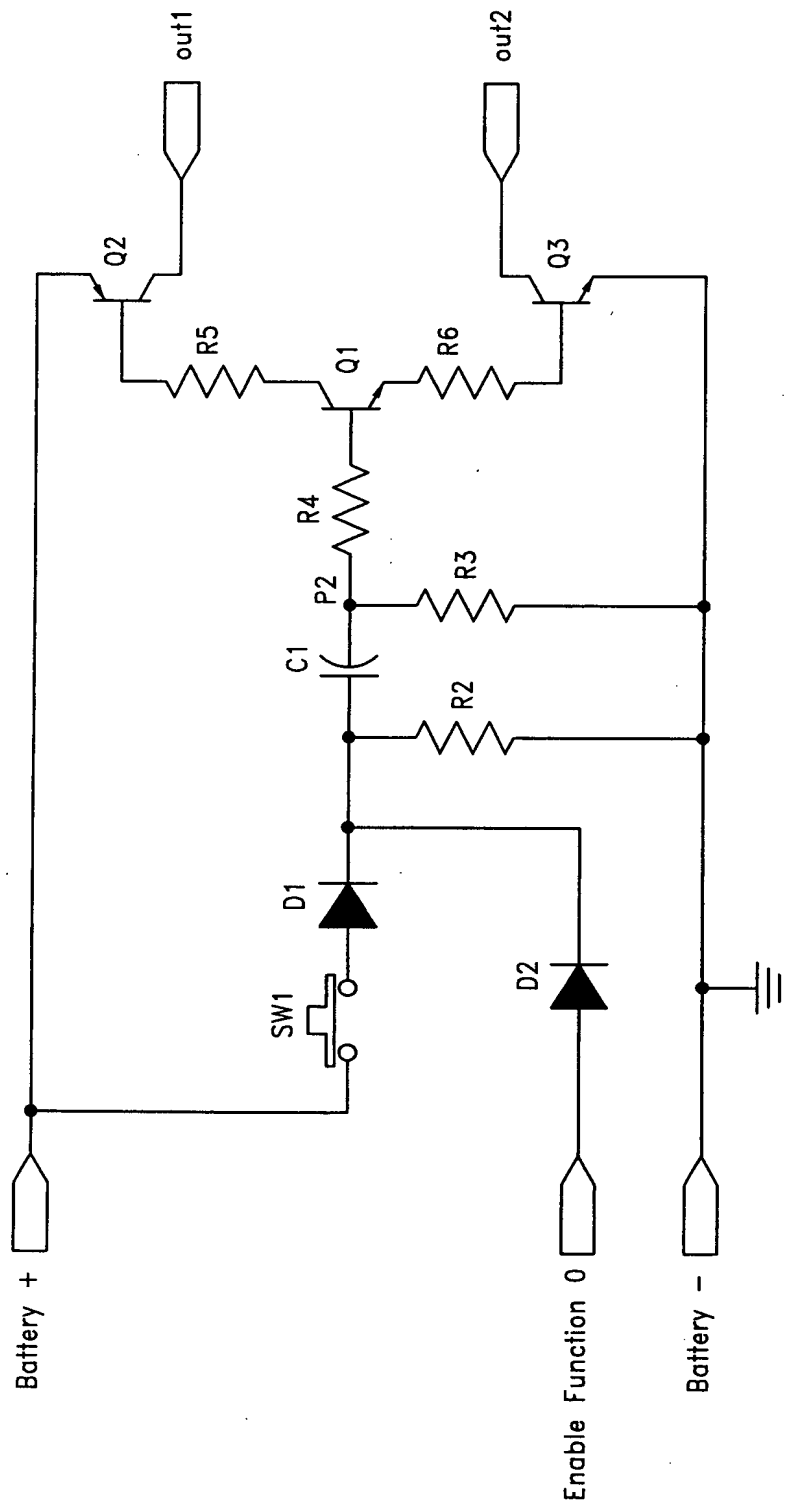 Battery +
Enable Function 0
Battery -
SW1
D1
D2
C1
P2
R2
R3
R4
R5
R6
Q1
Q2
Q3
out1
out2